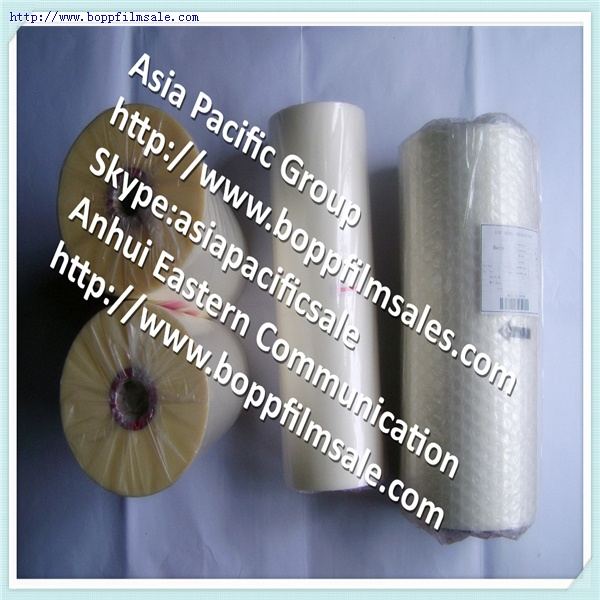 http://www.boppfilmsale.com
Asia Pacific Group
http://www.boppfilmsales.com
Skype:asiapacificsale
Anhui Eastern Communication
http://www.boppfilmsale.com